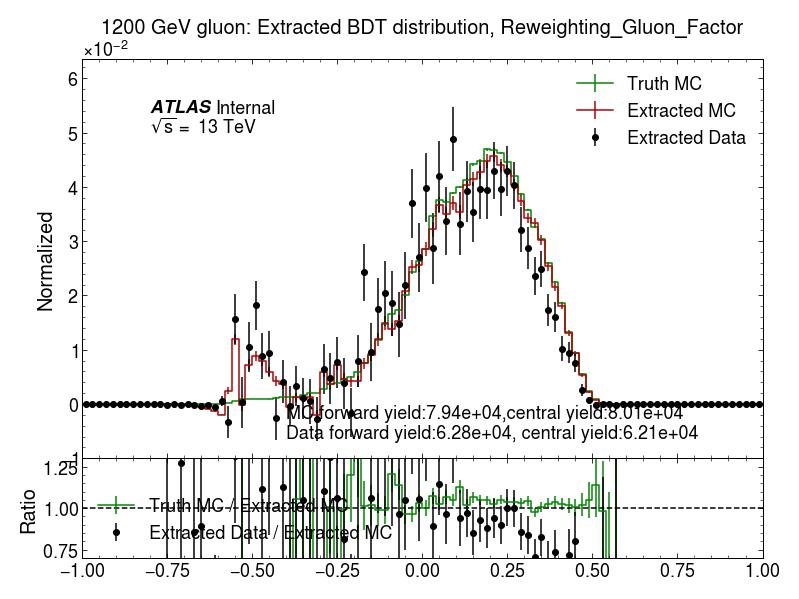 1200 GeV gluon: Extracted BDT distribution, Reweighting_Gluon_Factor
×10⁻²
6
ATLAS Internal
√s = 13 TeV
Truth MC
Extracted MC
Extracted Data
5
4
3
2
1
0
Normalized
MC forward yield:7.94e+04,central yield:8.01e+04
Data forward yield:6.28e+04, central yield:6.21e+04
1
1.25
1.00
0.75
Ratio
Truth MC / Extracted MC
Extracted Data / Extracted MC
−1.00 −0.75 −0.50 −0.25 0.00 0.25 0.50 0.75 1.00